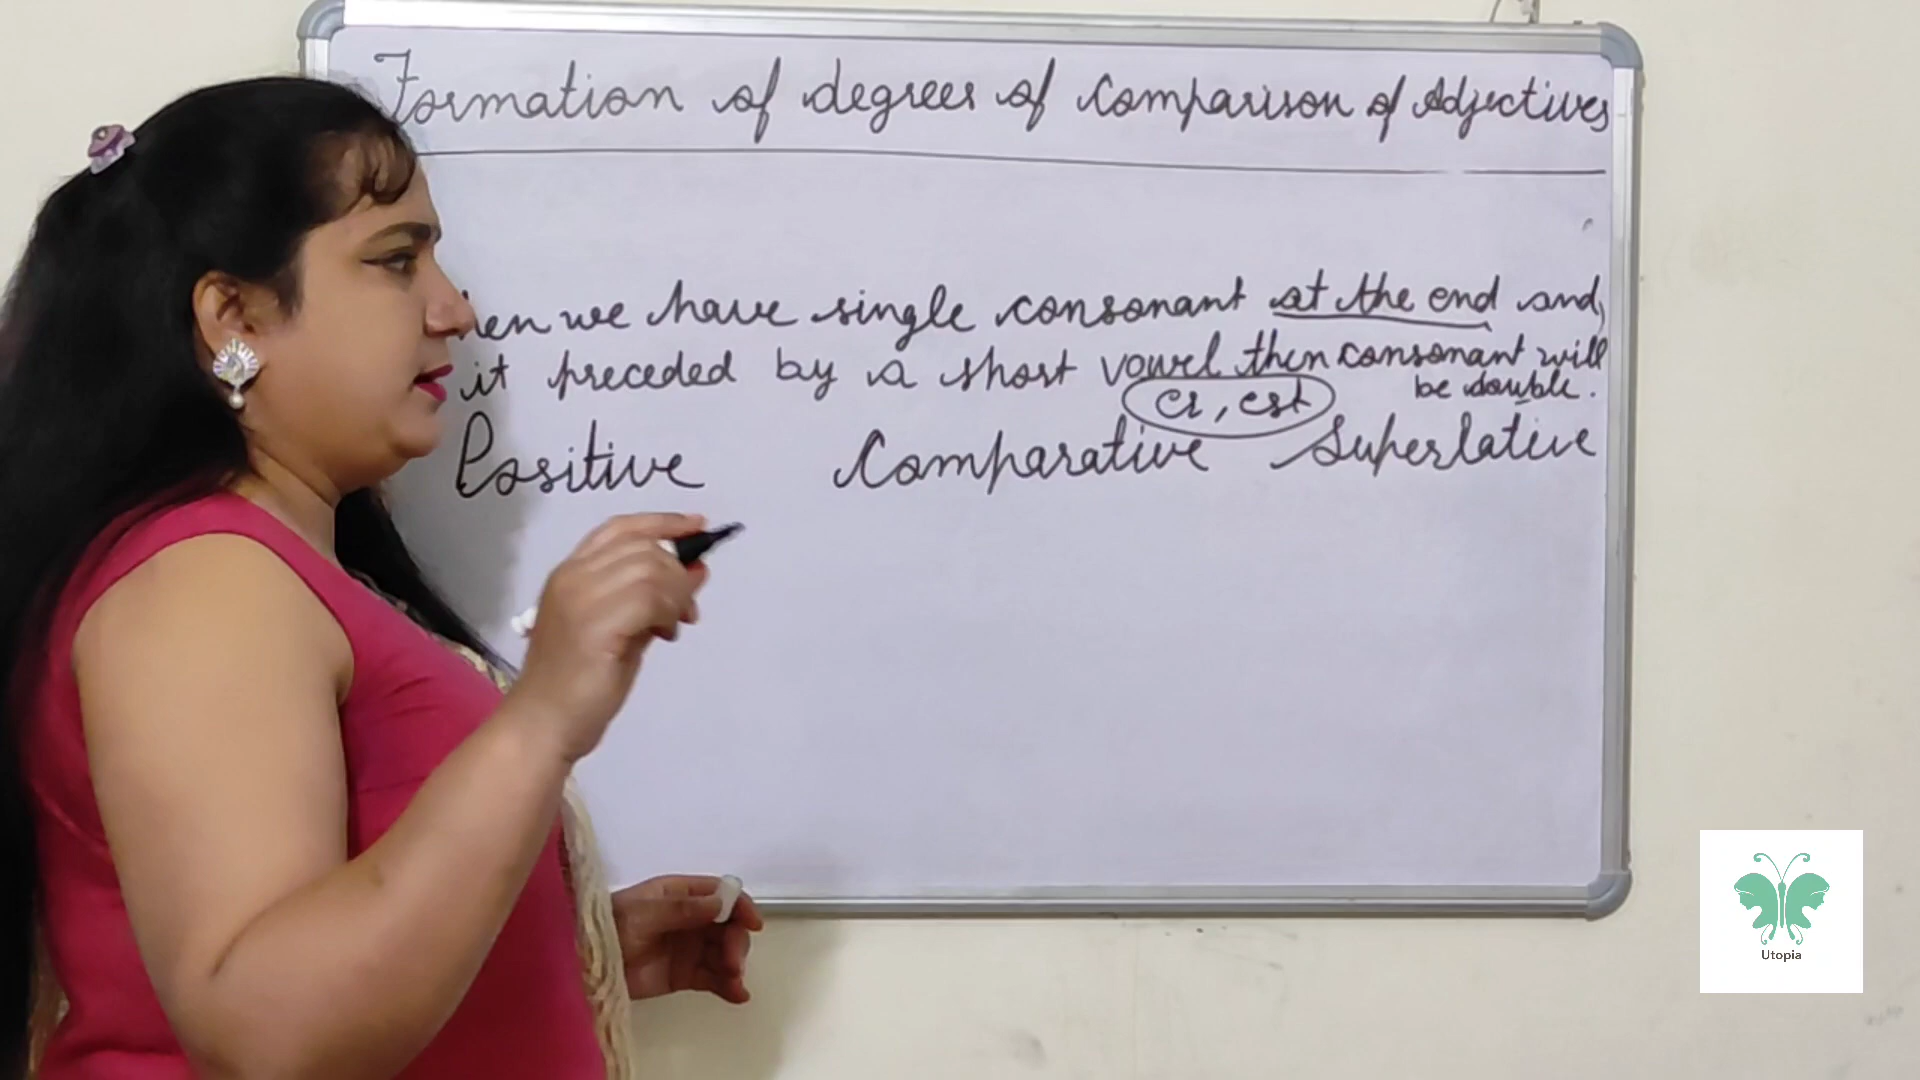 Formation of degrees of Comparison of Adjectives
hen we have single consonant at the end and,
it preceded by a short vowel then consonant will
be double.
er, est
Positive Comparative Superlative
Utopia